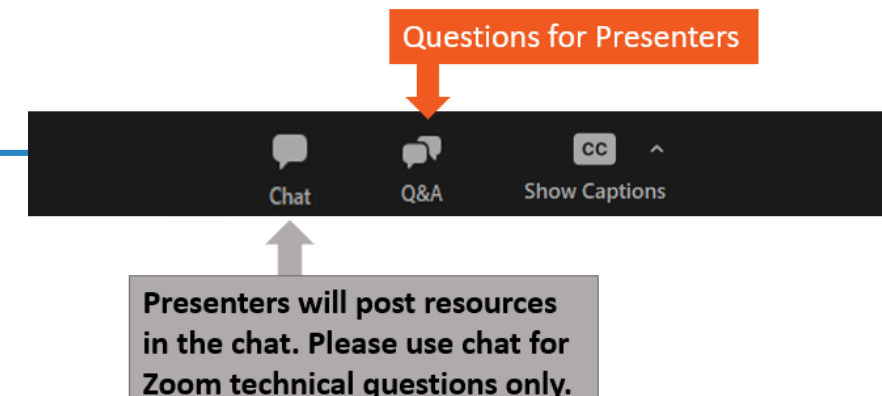 Questions for Presenters
Chat
Q&A
CC
Show Captions
Presenters will post resources
in the chat. Please use chat for
Zoom technical questions only.